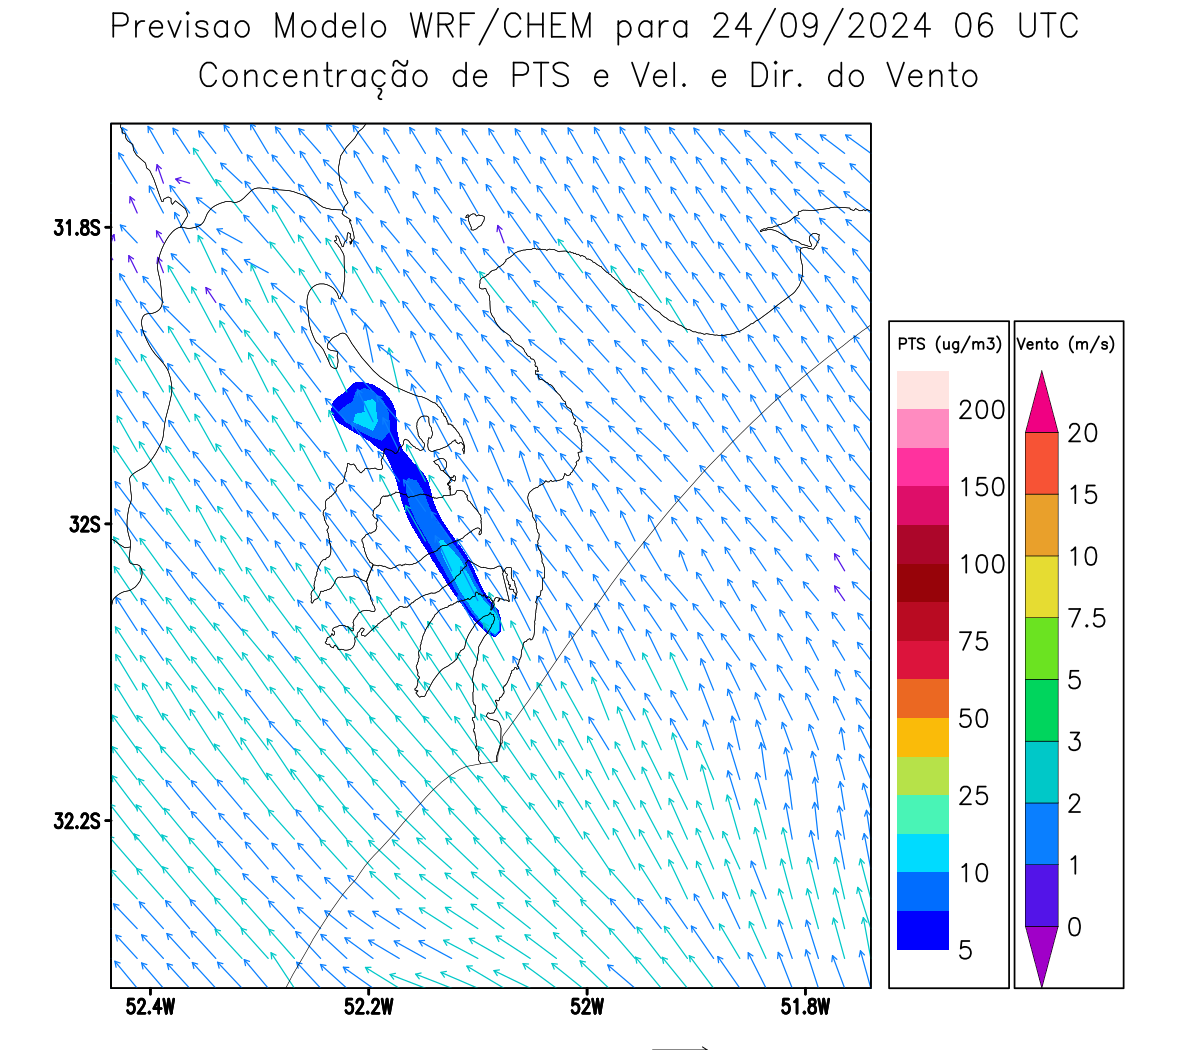 Previsao Modelo WRF/CHEM para 24/09/2024 06 UTC
Concentração de PTS e Vel. e Dir. do Vento
31.8S
32S
32.2S
52.4W
52.2W
52W
51.8W
PTS (ug/m3)
200
150
100
75
50
25
10
5
Vento (m/s)
20
15
10
7.5
5
3
2
1
0